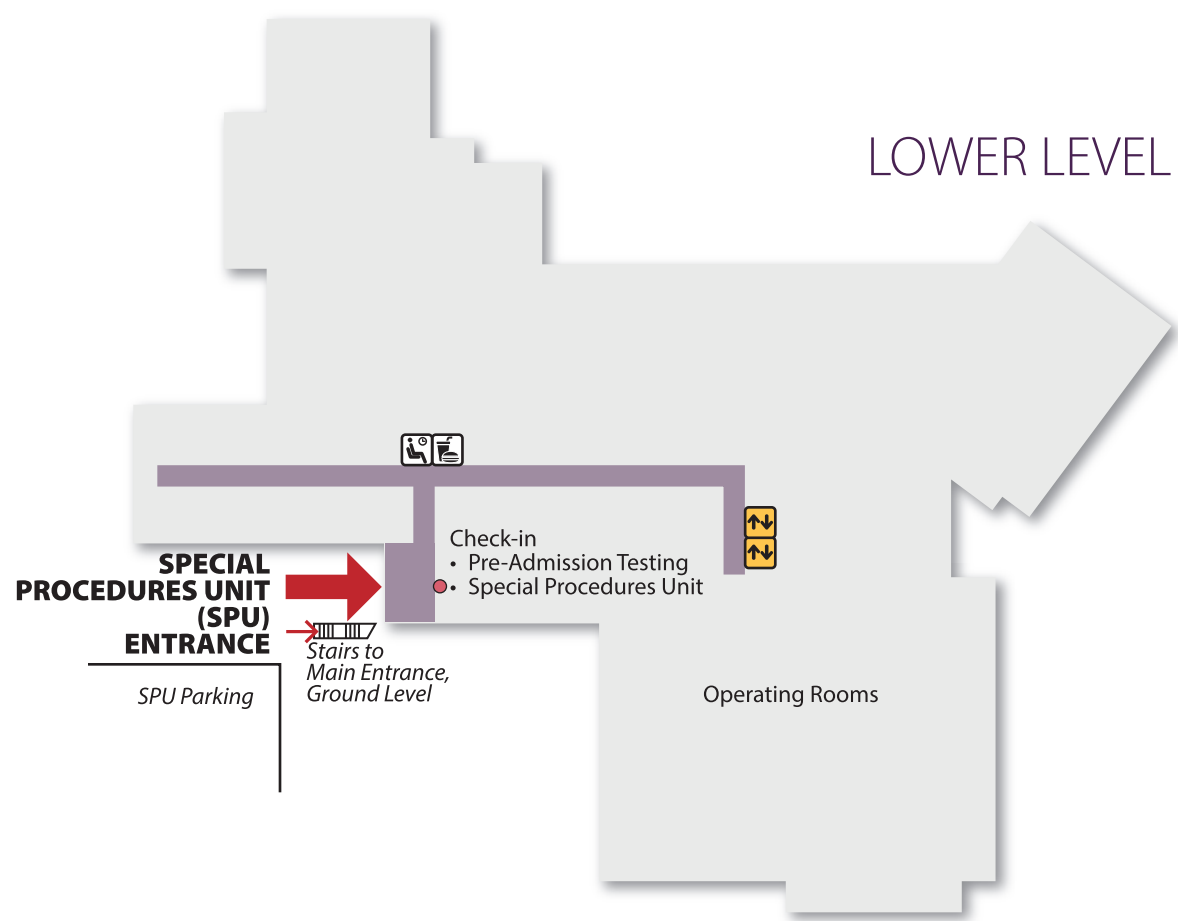 LOWER LEVEL
Check-in
• Pre-Admission Testing
• Special Procedures Unit
SPECIAL
PROCEDURES UNIT
(SPU)
ENTRANCE
Stairs to
Main Entrance,
Ground Level
SPU Parking
Operating Rooms